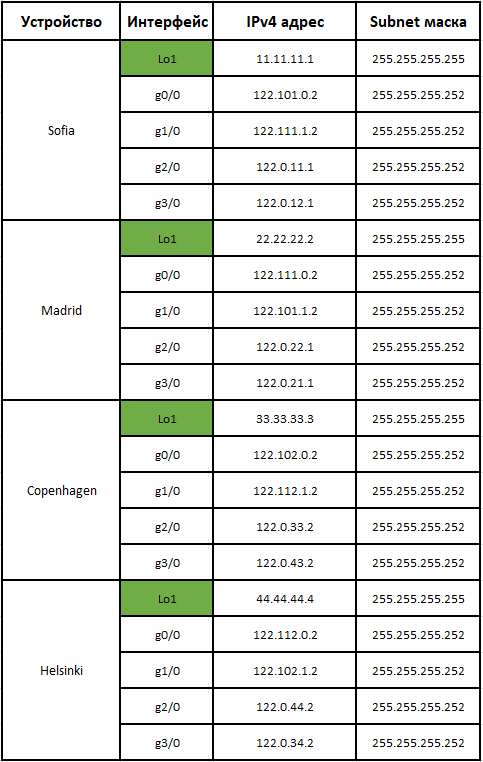 Устройство Интерфейс IPv4 адрес Subnet маска
Lo1 11.11.11.1 255.255.255.255
g0/0 122.101.0.2 255.255.255.252
Sofia g1/0 122.111.1.2 255.255.255.252
g2/0 122.0.11.1 255.255.255.252
g3/0 122.0.12.1 255.255.255.252
Lo1 22.22.22.2 255.255.255.255
g0/0 122.111.0.2 255.255.255.252
Madrid g1/0 122.101.1.2 255.255.255.252
g2/0 122.0.22.1 255.255.255.252
g3/0 122.0.21.1 255.255.255.252
Lo1 33.33.33.3 255.255.255.255
g0/0 122.102.0.2 255.255.255.252
Copenhagen g1/0 122.112.1.2 255.255.255.252
g2/0 122.0.33.2 255.255.255.252
g3/0 122.0.43.2 255.255.255.252
Lo1 44.44.44.4 255.255.255.255
g0/0 122.112.0.2 255.255.255.252
Helsinki g1/0 122.102.1.2 255.255.255.252
g2/0 122.0.44.2 255.255.255.252
g3/0 122.0.34.2 255.255.255.252